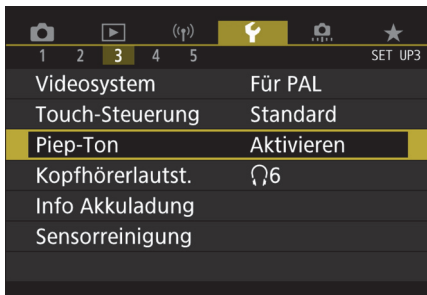 1 2 3 4 5 SET UP3
Videosystem Für PAL
Touch-Steuerung Standard
Piep-Ton Aktivieren
Kopfhörerlautst. 6
Info Akkuladung
Sensorreinigung